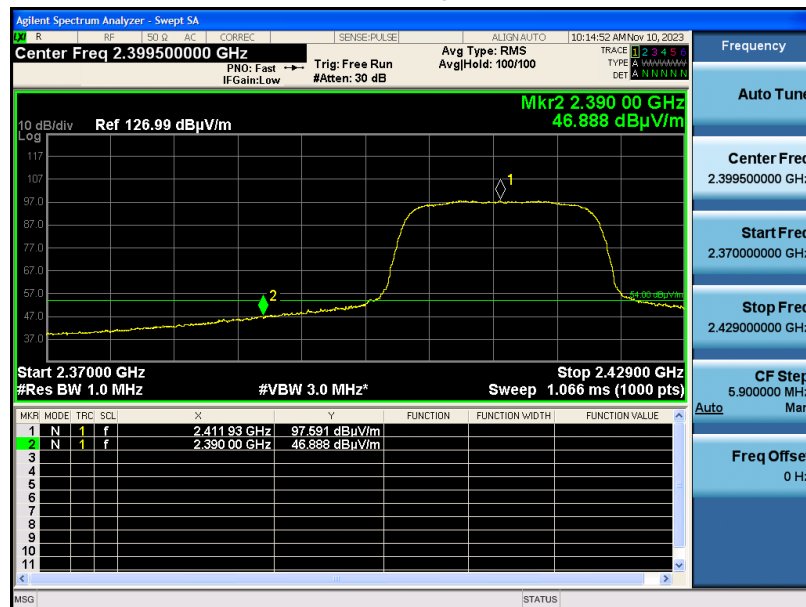 Agilent Spectrum Analyzer - Swept SA
R RF 50 Ω AC CORREC SENSE:PULSE ALIGN AUTO 10:14:52 AM Nov 10, 2023
Center Freq 2.399500000 GHz
PNO: Fast
IFGain:Low
Trig: Free Run
#Atten: 30 dB
Avg Type: RMS
Avg|Hold: 100/100
TRACE 1 2 3 4 5 6
TYPE A WWWWW
DET A N N N N N
Mkr2 2.390 00 GHz
46.888 dBµV/m
10 dB/div Ref 126.99 dBµV/m
Log
117
107
97.0
87.0
77.0
67.0
57.0
47.0
37.0
1
2
54.00 dBµV/m
Start 2.37000 GHz Stop 2.42900 GHz
#Res BW 1.0 MHz #VBW 3.0 MHz* Sweep 1.066 ms (1000 pts)
MKR MODE TRC SCL X Y FUNCTION FUNCTION WIDTH FUNCTION VALUE
1 N 1 f 2.411 93 GHz 97.591 dBµV/m
2 N 1 f 2.390 00 GHz 46.888 dBµV/m
3
4
5
6
7
8
9
10
11
MSG STATUS
Frequency
Auto Tune
Center Freq
2.399500000 GHz
Start Freq
2.370000000 GHz
Stop Freq
2.429000000 GHz
CF Step
5.900000 MHz
Auto Man
Freq Offset
0 Hz